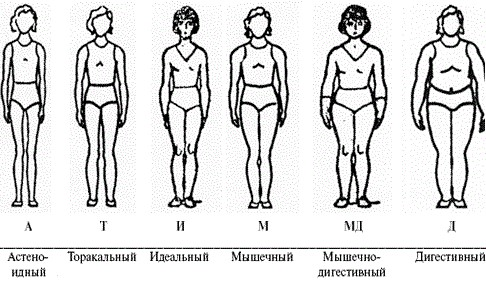 А Т И М МД Д
Астено- Торакальный Идеальный Мышечный Мышечно- Дигестивный
идный дигестивный